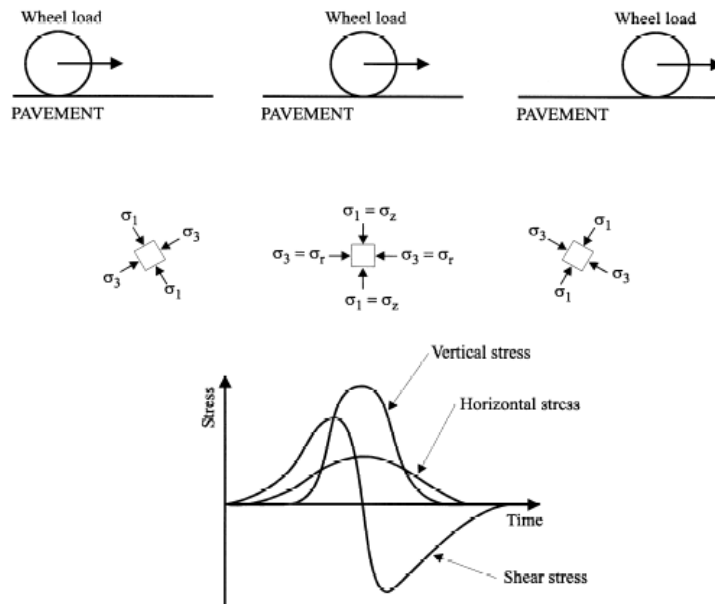 Wheel load
Wheel load
Wheel load
PAVEMENT
PAVEMENT
PAVEMENT
σ1
σ3
σ3
σ1
σ1 = σz
σ3 = σr
σ3 = σr
σ1 = σz
σ1
σ3
σ3
σ1
Vertical stress
Horizontal stress
Stress
Time
Shear stress